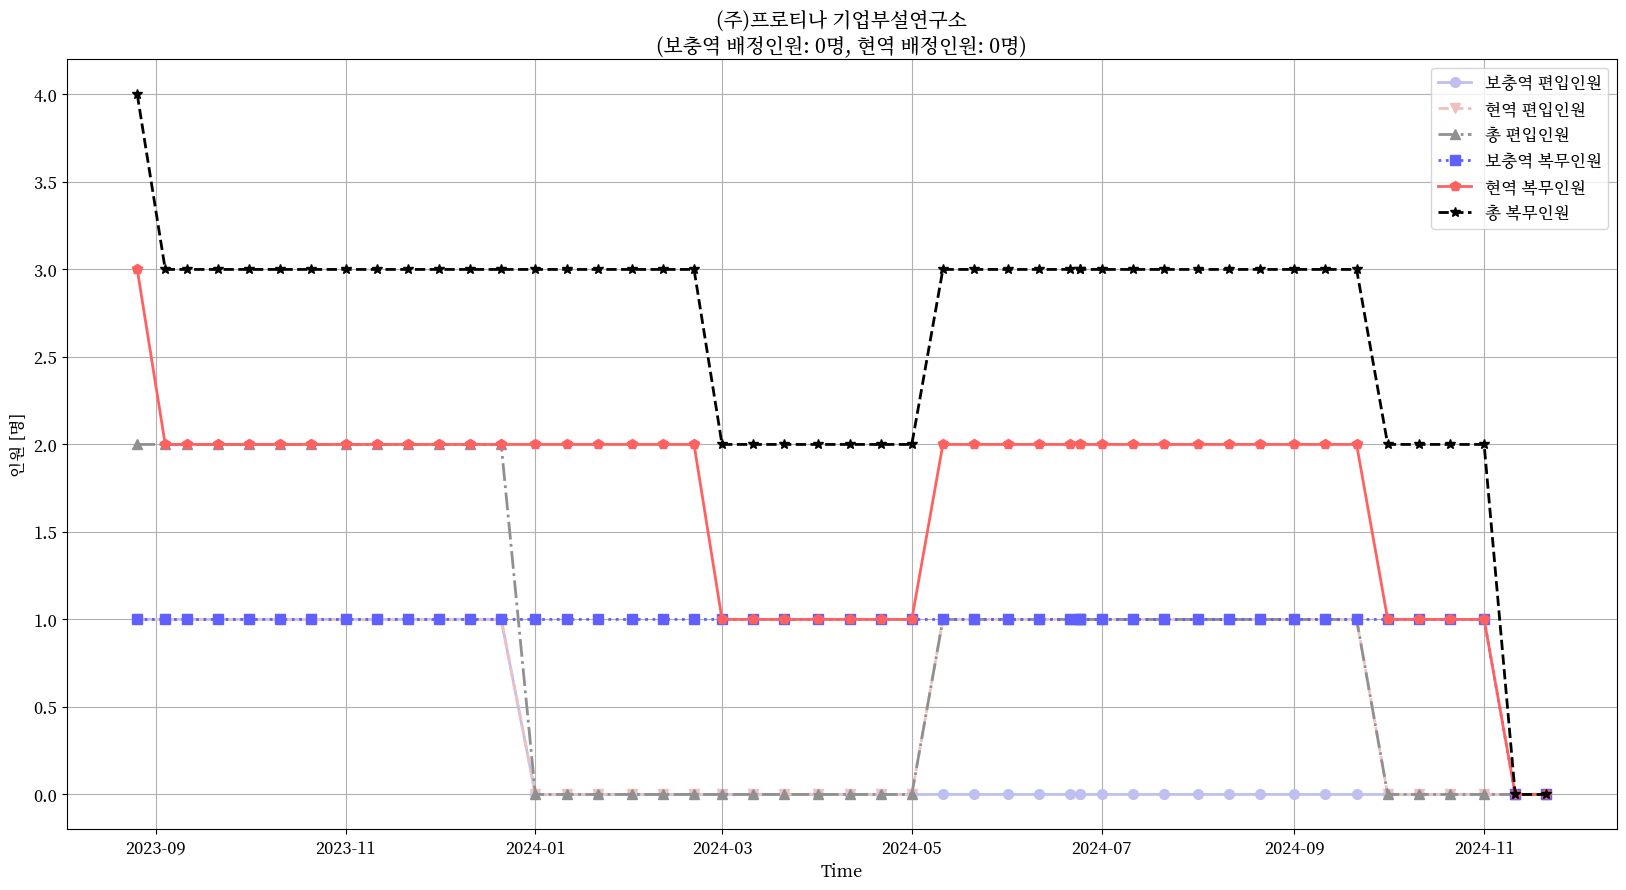 (주)프로티나 기업부설연구소
(보충역 배정인원: 0명, 현역 배정인원: 0명)
보충역 편입인원
현역 편입인원
총 편입인원
보충역 복무인원
현역 복무인원
총 복무인원
인원 [명]
4.0
3.5
3.0
2.5
2.0
1.5
1.0
0.5
0.0
2023-09 2023-11 2024-01 2024-03 2024-05 2024-07 2024-09 2024-11
Time